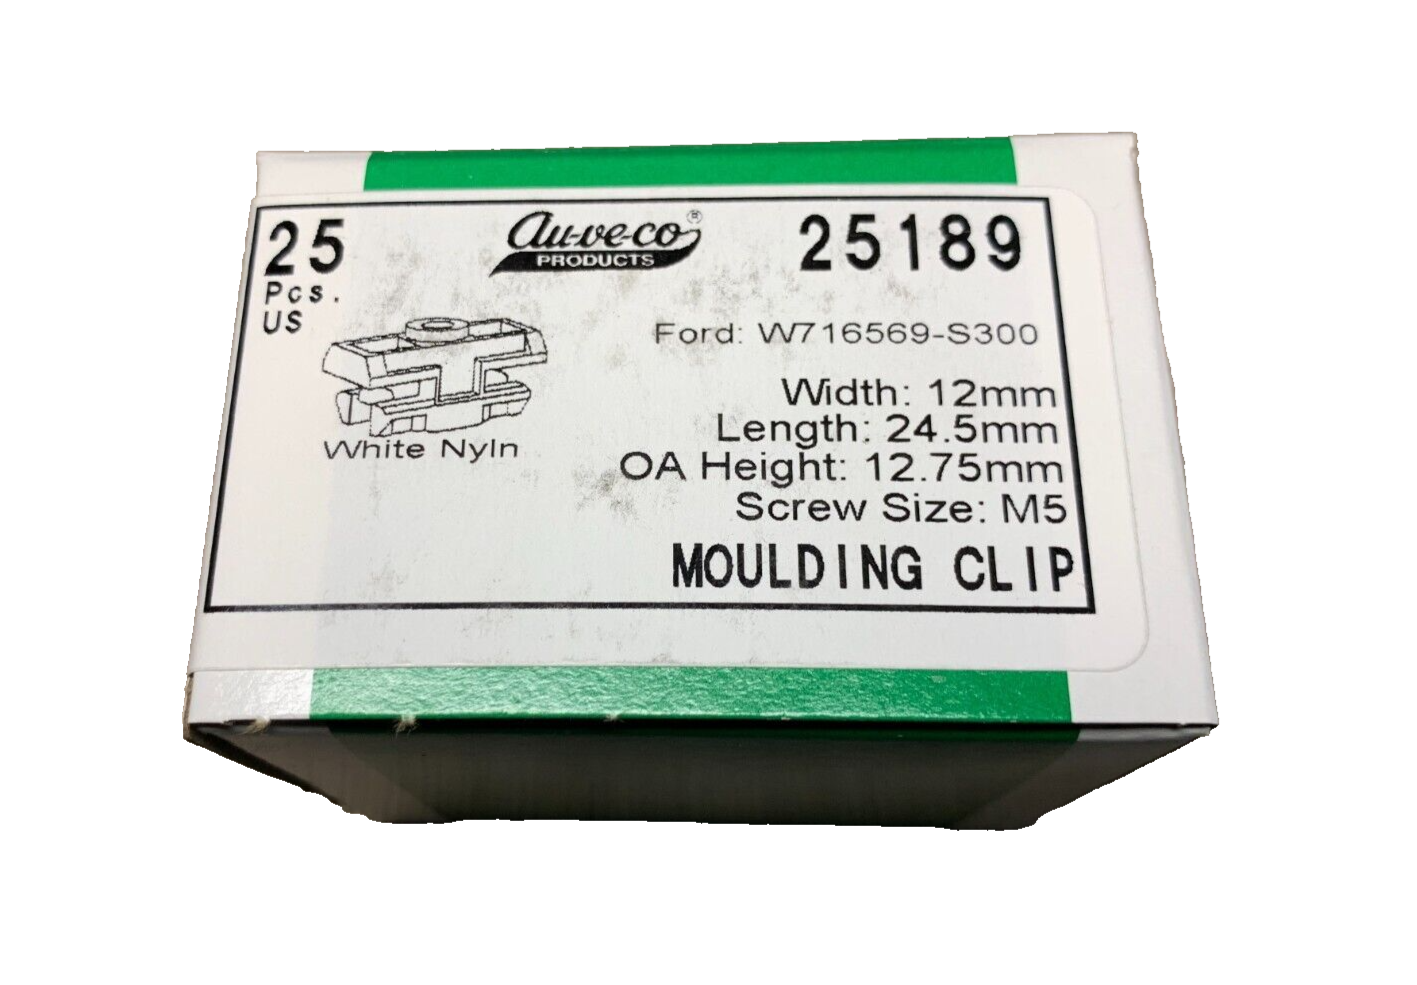 25
Pcs.
US
au-ve-co®
PRODUCTS
25189
Ford: W716569-S300
White Nyln
Width: 12mm
Length: 24.5mm
OA Height: 12.75mm
Screw Size: M5
MOULDING CLIP